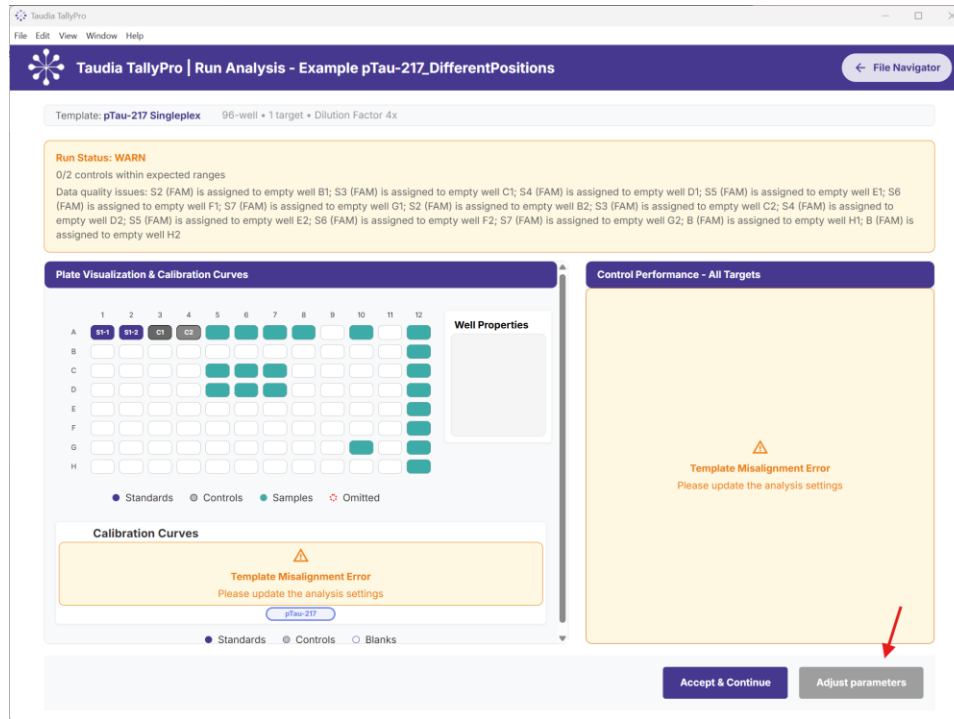 Taudia TallyPro
File Edit View Window Help
Taudia TallyPro | Run Analysis - Example pTau-217_DifferentPositions
← File Navigator
Template: pTau-217 Singleplex 96-well • 1 target • Dilution Factor 4x
Run Status: WARN
0/2 controls within expected ranges
Data quality issues: S2 (FAM) is assigned to empty well B1; S3 (FAM) is assigned to empty well C1; S4 (FAM) is assigned to empty well D1; S5 (FAM) is assigned to empty well E1; S6
(FAM) is assigned to empty well F1; S7 (FAM) is assigned to empty well G1; S2 (FAM) is assigned to empty well B2; S3 (FAM) is assigned to empty well C2; S4 (FAM) is assigned to
empty well D2; S5 (FAM) is assigned to empty well E2; S6 (FAM) is assigned to empty well F2; S7 (FAM) is assigned to empty well G2; B (FAM) is assigned to empty well H1; B (FAM) is
assigned to empty well H2
Plate Visualization & Calibration Curves
1 2 3 4 5 6 7 8 9 10 11 12
A S1-1 S1-2 C1 C2
B
C
D
E
F
G
H
Well Properties
Standards Controls Samples Omitted
Calibration Curves
Template Misalignment Error
Please update the analysis settings
pTau-217
Standards Controls Blanks
Control Performance - All Targets
Template Misalignment Error
Please update the analysis settings
Accept & Continue
Adjust parameters